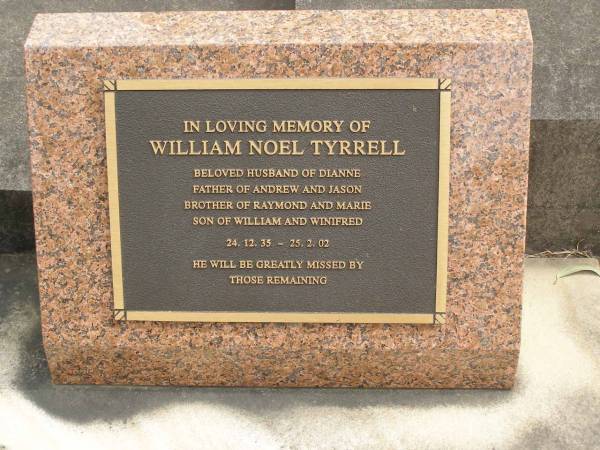 IN LOVING MEMORY OF
WILLIAM NOEL TYRRELL
BELOVED HUSBAND OF DIANNE
FATHER OF ANDREW AND JASON
BROTHER OF RAYMOND AND MARIE
SON OF WILLIAM AND WINIFRED
24. 12. 35 – 25. 2. 02
HE WILL BE GREATLY MISSED BY
THOSE REMAINING